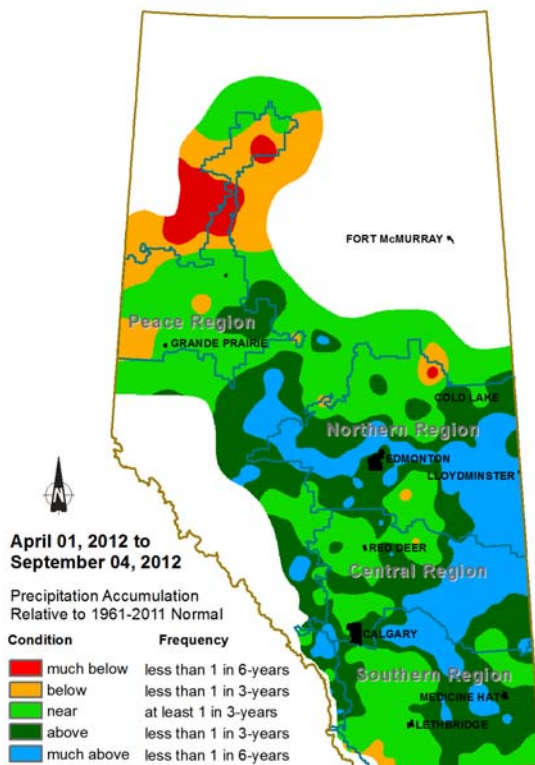 FORT McMURRAY
Peace Region
GRANDE PRAIRIE
COLD LAKE
Northern Region
EDMONTON
LLOYDMINSTER
N
April 01, 2012 to
September 04, 2012
RED DEER
Central Region
Precipitation Accumulation
Relative to 1961-2011 Normal
CALGARY
Condition Frequency
much below less than 1 in 6-years
below less than 1 in 3-years
near at least 1 in 3-years
above less than 1 in 3-years
much above less than 1 in 6-years
Southern Region
MEDICINE HAT
LETHBRIDGE